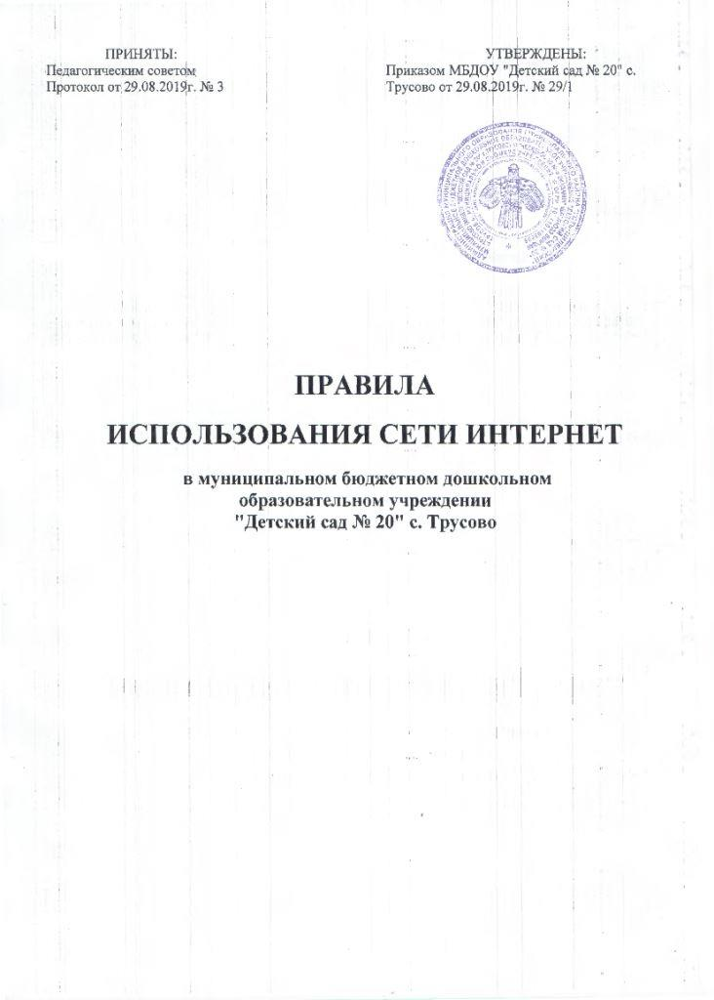 ПРИНЯТЫ:
Педагогическим советом
Протокол от 29.08.2019г. № 3
УТВЕРЖДЕНЫ:
Приказом МБДОУ "Детский сад № 20" с.
Трусово от 29.08.2019г. № 29/1
ПРАВИЛА
ИСПОЛЬЗОВАНИЯ СЕТИ ИНТЕРНЕТ
в муниципальном бюджетном дошкольном
образовательном учреждении
"Детский сад № 20" с. Трусово